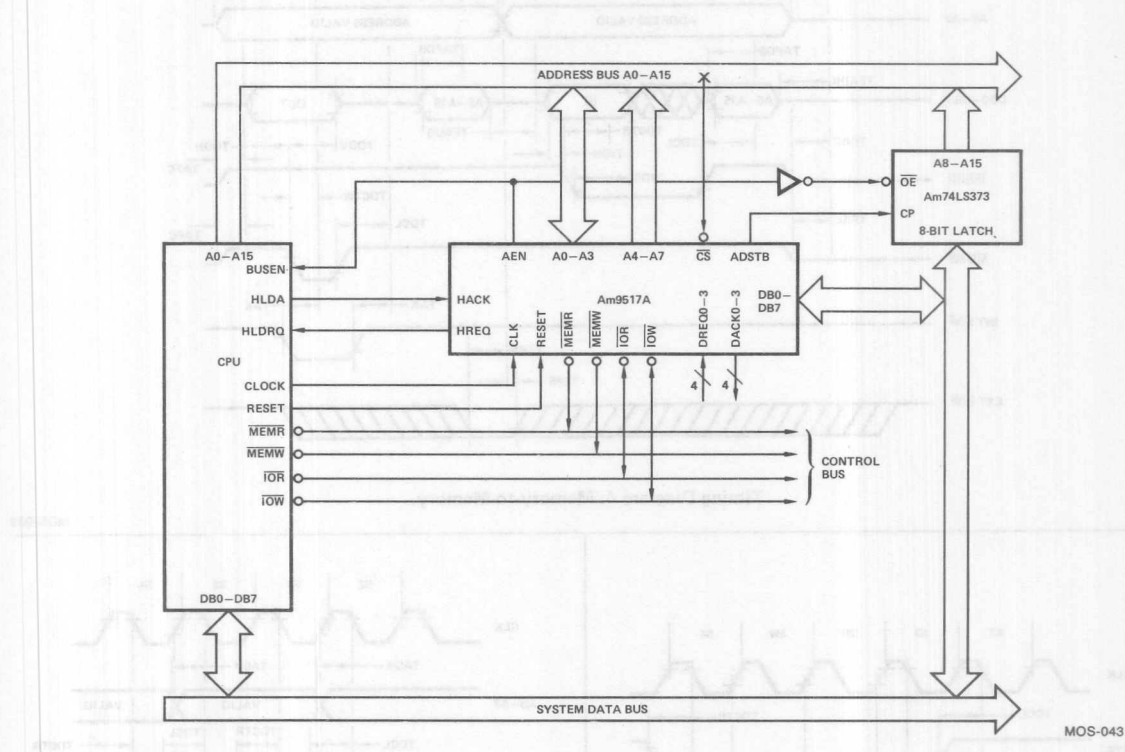 ADDRESS BUS A0–A15
A8–A15
OE
Am74LS373
CP
8-BIT LATCH
A0–A15
BUSEN
HLDA
HLDRQ
CPU
CLOCK
RESET
MEMR
MEMW
IOR
IOW
DB0–DB7
AEN
A0–A3
A4–A7
CS
ADSTB
HACK
Am9517A
DB0–
DB7
HREQ
CLK
RESET
MEMR
MEMW
IOR
IOW
DREQ0–3
DACK0–3
4
4
CONTROL
BUS
SYSTEM DATA BUS
MOS-043